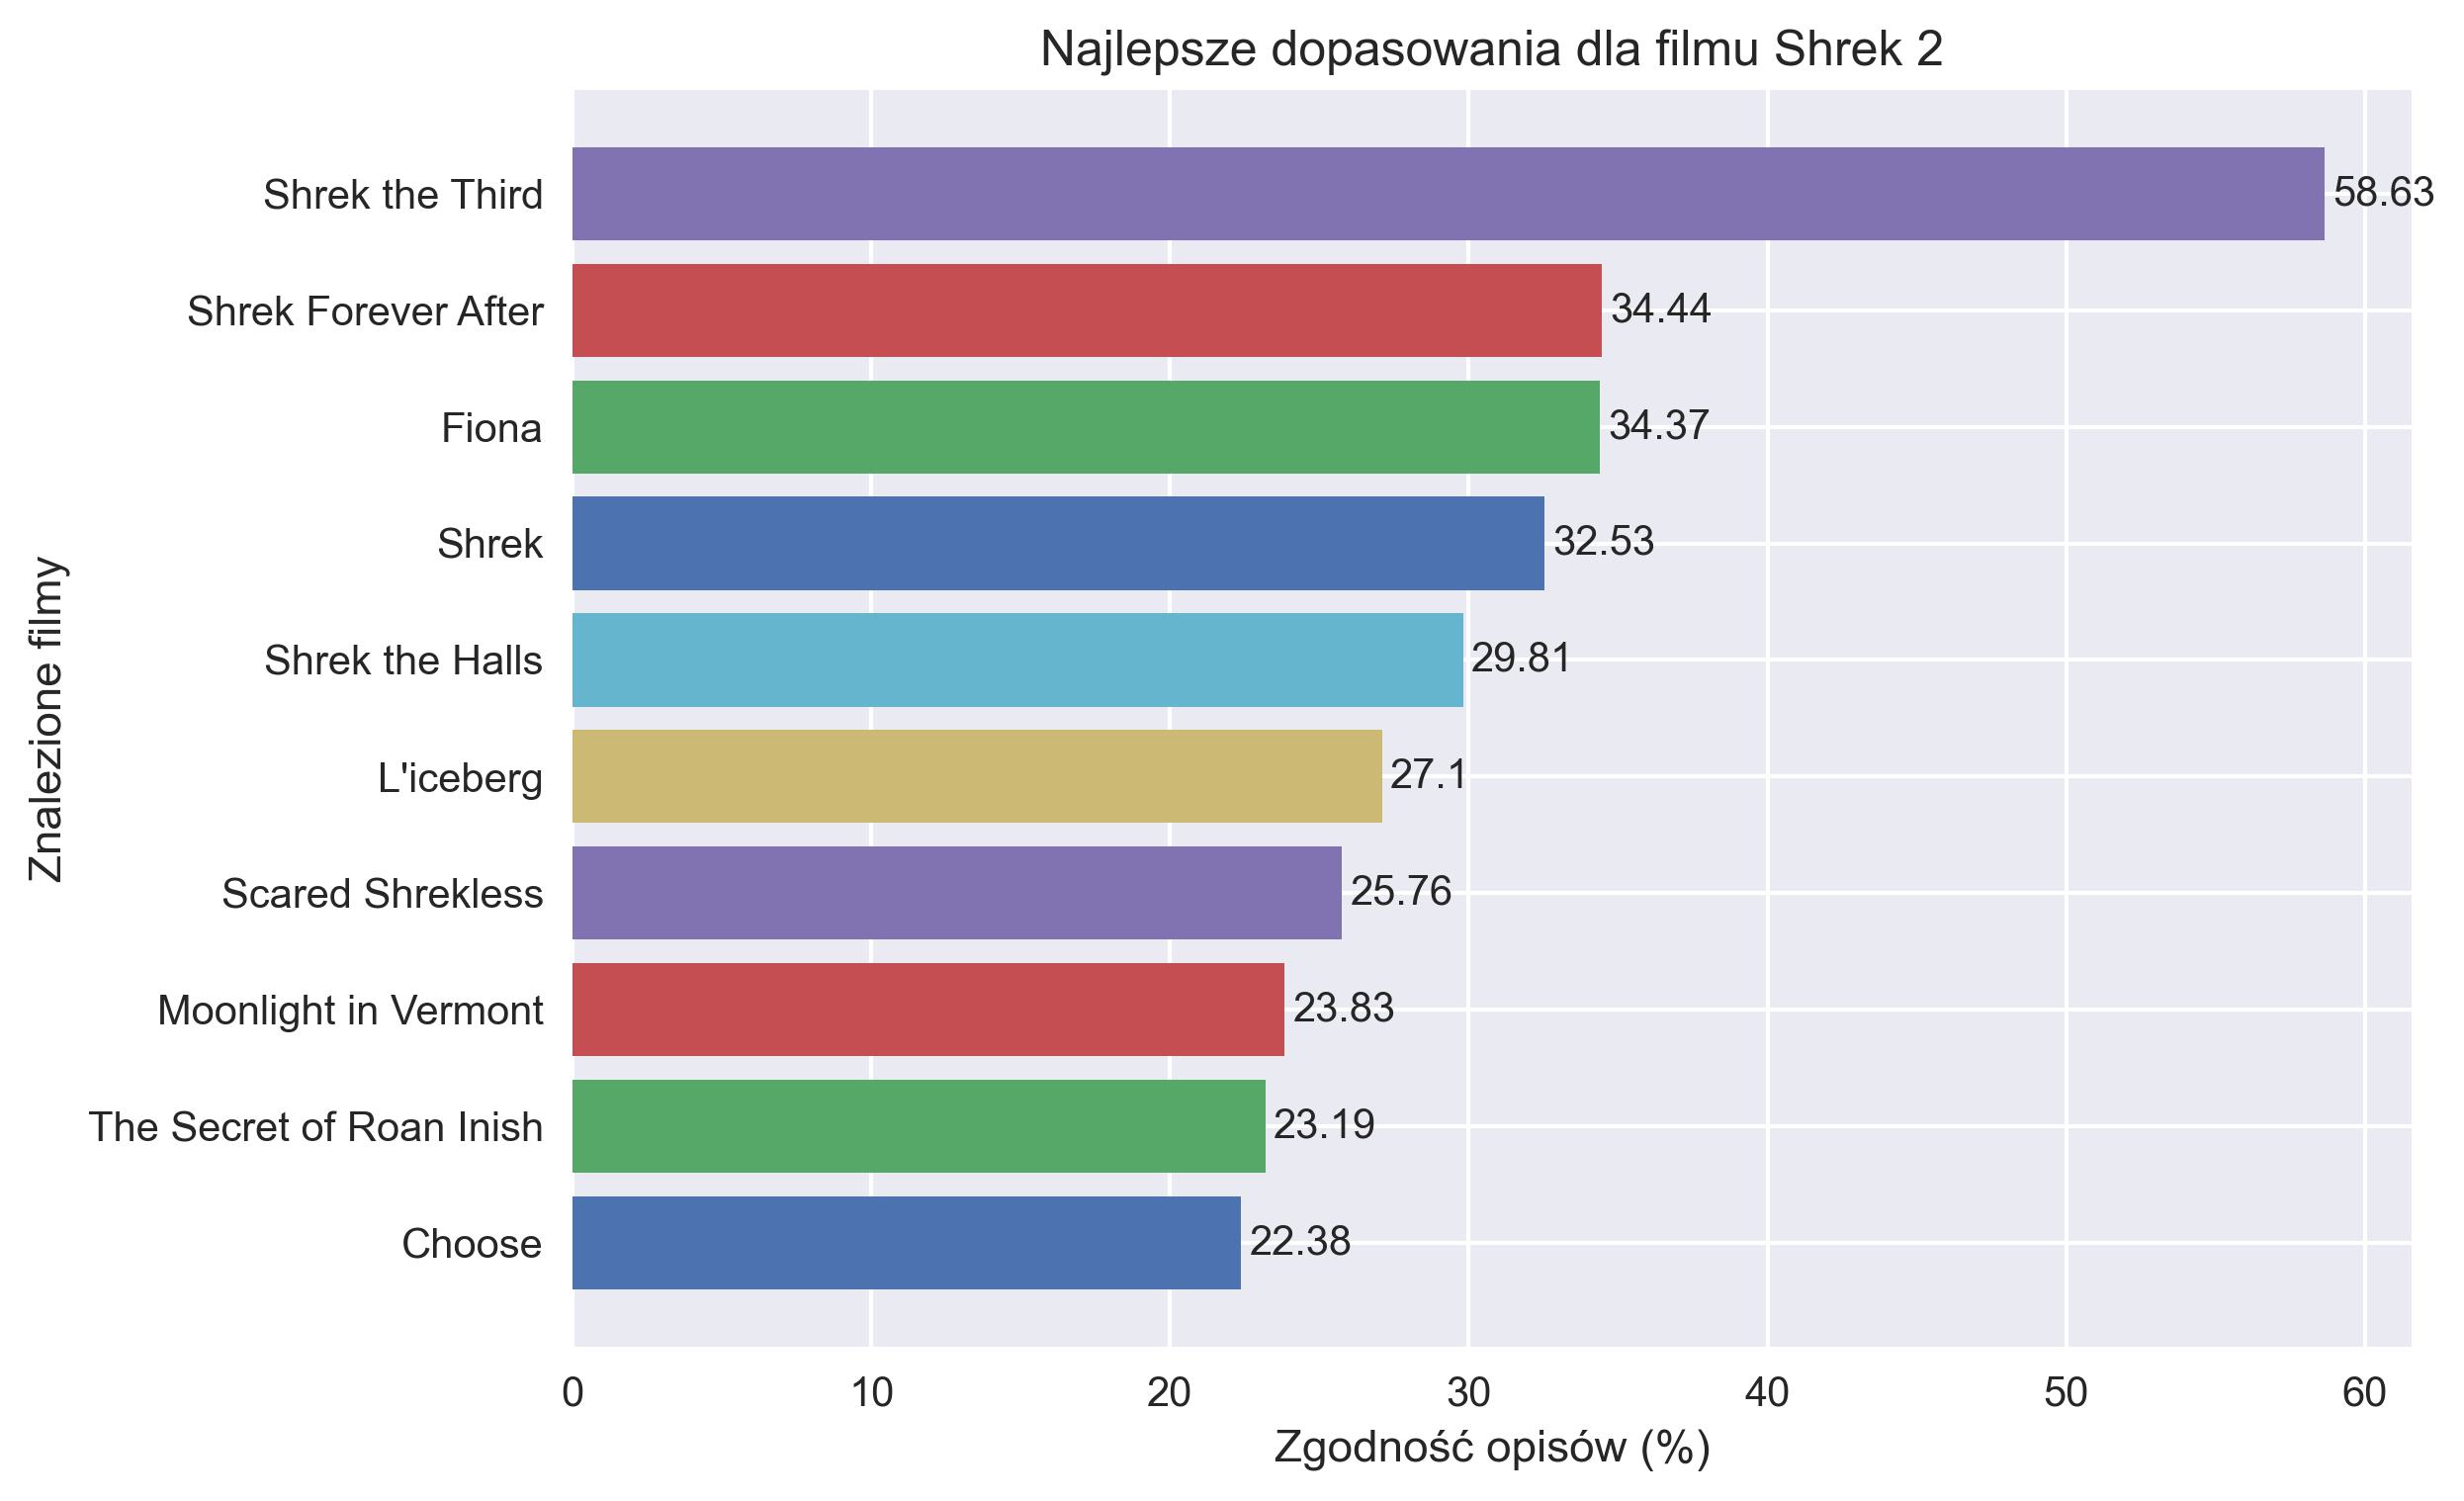 Najlepsze dopasowania dla filmu Shrek 2
Znalezione filmy
Shrek the Third 58.63
Shrek Forever After 34.44
Fiona 34.37
Shrek 32.53
Shrek the Halls 29.81
L'iceberg 27.1
Scared Shrekless 25.76
Moonlight in Vermont 23.83
The Secret of Roan Inish 23.19
Choose 22.38
0 10 20 30 40 50 60
Zgodność opisów (%)